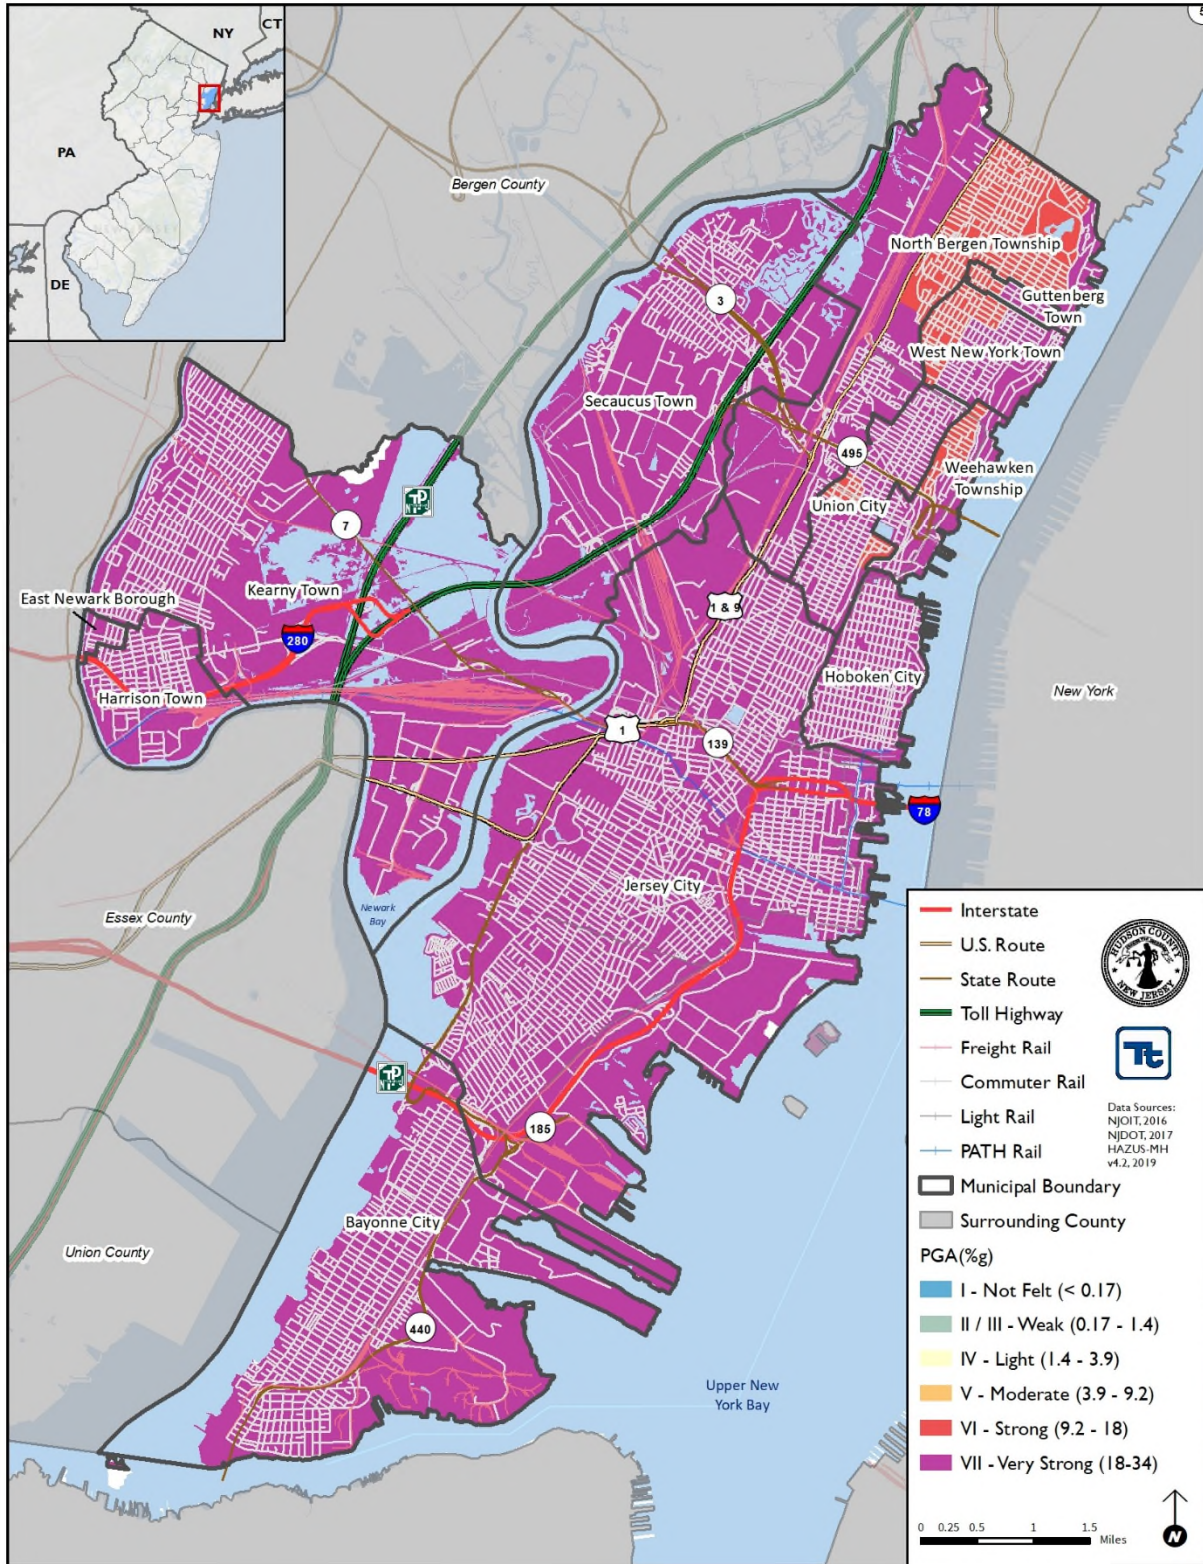 NY
CT
PA
DE
5
Bergen County
North Bergen Township
Guttenberg
Town
West New York Town
3
Secaucus Town
495
Weehawken
Township
Union City
7
Kearny Town
East Newark Borough
280
Harrison Town
1 & 9
Hoboken City
New York
1
139
78
Jersey City
Essex County
Newark
Bay
185
Bayonne City
Union County
440
Upper New
York Bay
Interstate
U.S. Route
State Route
Toll Highway
Freight Rail
Commuter Rail
Light Rail
PATH Rail
Municipal Boundary
Surrounding County
HUDSON COUNTY
NEW JERSEY
Tt
Data Sources:
NJOIT, 2016
NJDOT, 2017
HAZUS-MH
v4.2, 2019
PGA(%g)
I - Not Felt (< 0.17)
II / III - Weak (0.17 - 1.4)
IV - Light (1.4 - 3.9)
V - Moderate (3.9 - 9.2)
VI - Strong (9.2 - 18)
VII - Very Strong (18-34)
0 0.25 0.5 1 1.5
Miles
N